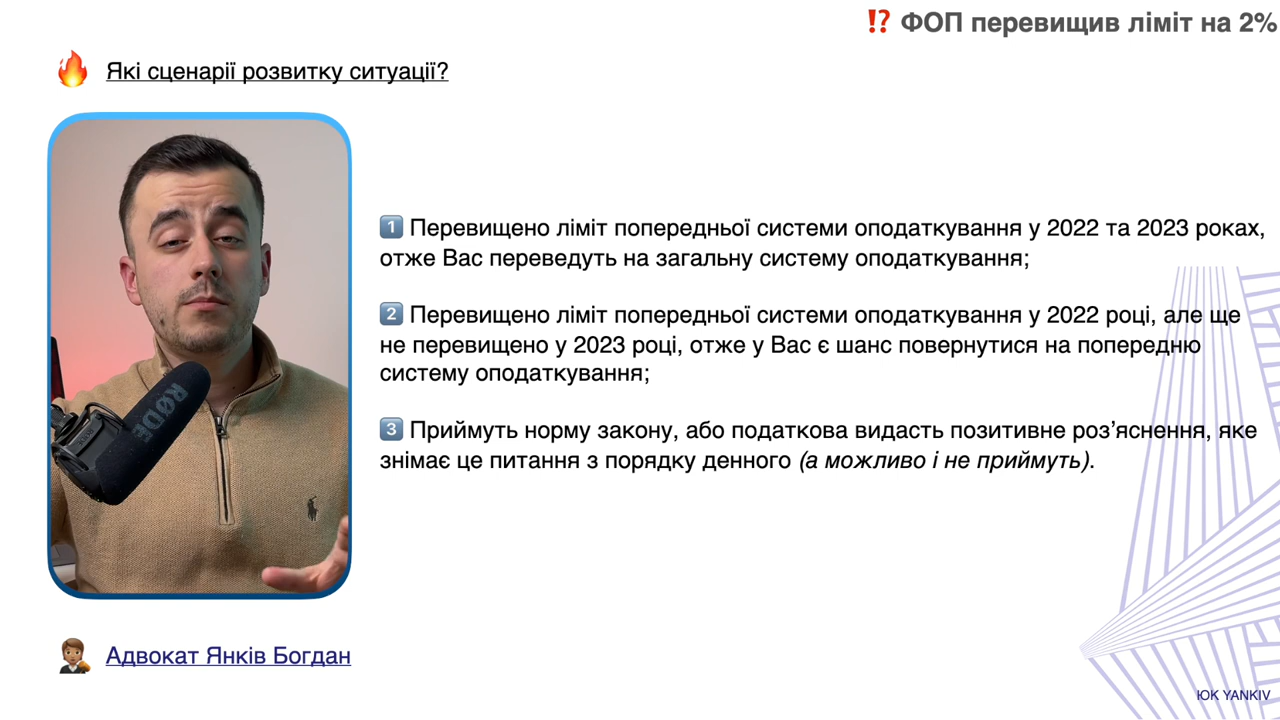 ⁉️ ФОП перевищив ліміт на 2%
🔥 Які сценарії розвитку ситуації?
1️⃣ Перевищено ліміт попередньої системи оподаткування у 2022 та 2023 роках,
отже Вас переведуть на загальну систему оподаткування;
2️⃣ Перевищено ліміт попередньої системи оподаткування у 2022 році, але ще
не перевищено у 2023 році, отже у Вас є шанс повернутися на попередню
систему оподаткування;
3️⃣ Приймуть норму закону, або податкова видасть позитивне роз’яснення, яке
знімає це питання з порядку денного (а можливо і не приймуть).
RØDE
Адвокат Янків Богдан
ЮК YANKIV